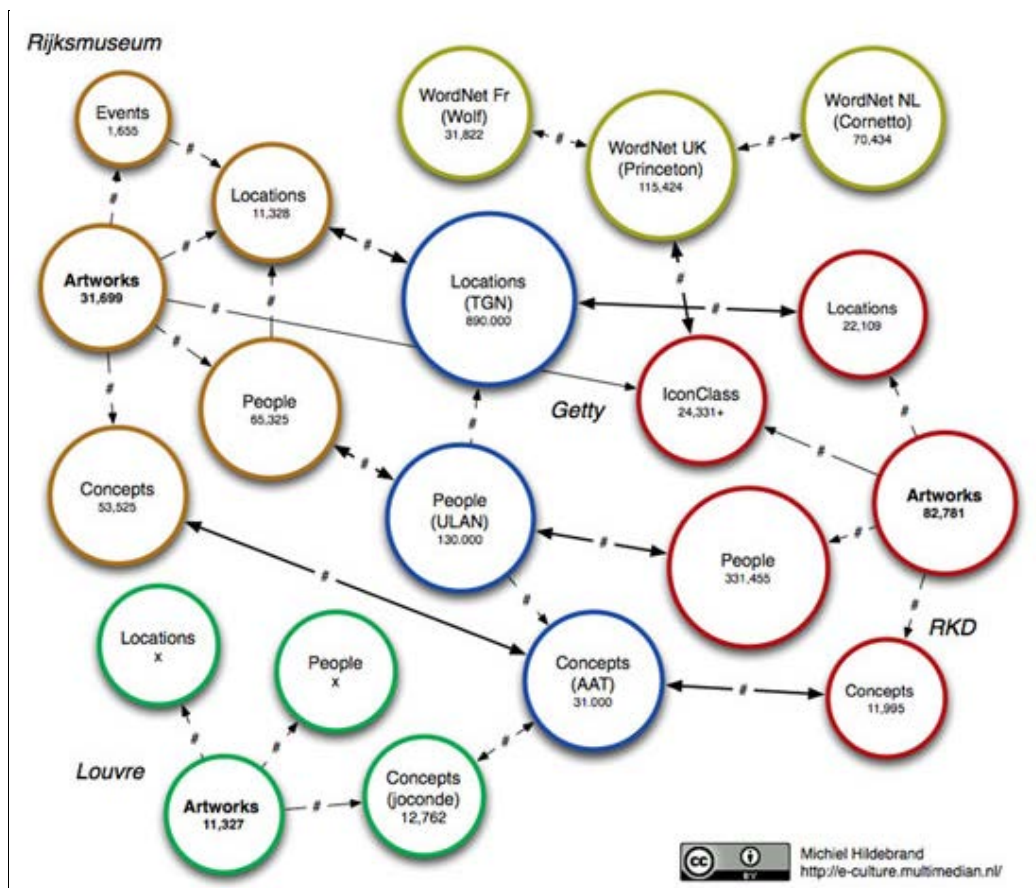 Rijksmuseum
Events
1,655
#
Locations
11,328
#
#
#
Artworks
31,699
#
#
#
#
People
65,325
#
Concepts
53,525
WordNet Fr
(Wolf)
31,822
#
WordNet UK
(Princeton)
115,424
#
WordNet NL
(Cornetto)
70,434
#
Locations
(TGN)
890.000
#
Locations
22,109
Getty
IconClass
24,331+
#
#
#
People
(ULAN)
130.000
#
People
331,455
#
Artworks
82,781
#
RKD
#
#
Concepts
(AAT)
31.000
#
Concepts
11,995
Locations
x
People
x
#
#
Louvre
Artworks
11,327
#
Concepts
(joconde)
12,762
#
cc
BY
Michiel Hildebrand
http://e-culture.multimedian.nl/